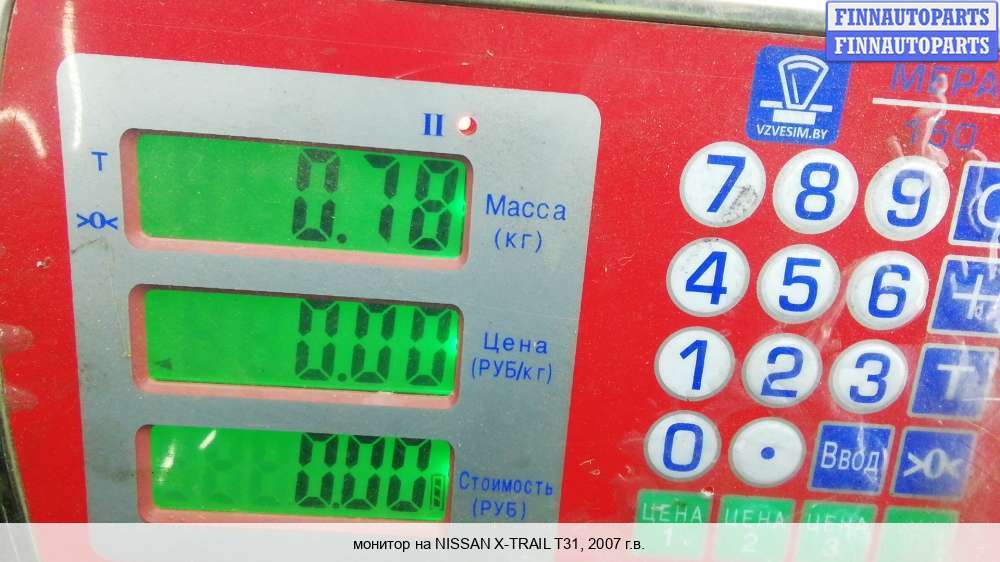 FINNAUTOPARTS
FINNAUTOPARTS
МЕРА
150
VZVESIM.BY
II
T
0.78
Масса
(кг)
>0<
7 8 9 C
4 5 6 +
0.00
Цена
(РУБ/кг)
1 2 3 T
0.00
Стоимость
(РУБ)
0 . Ввод >0<
ЦЕНА 1 ЦЕНА 2 ЦЕНА 3
монитор на NISSAN X-TRAIL T31, 2007 г.в.